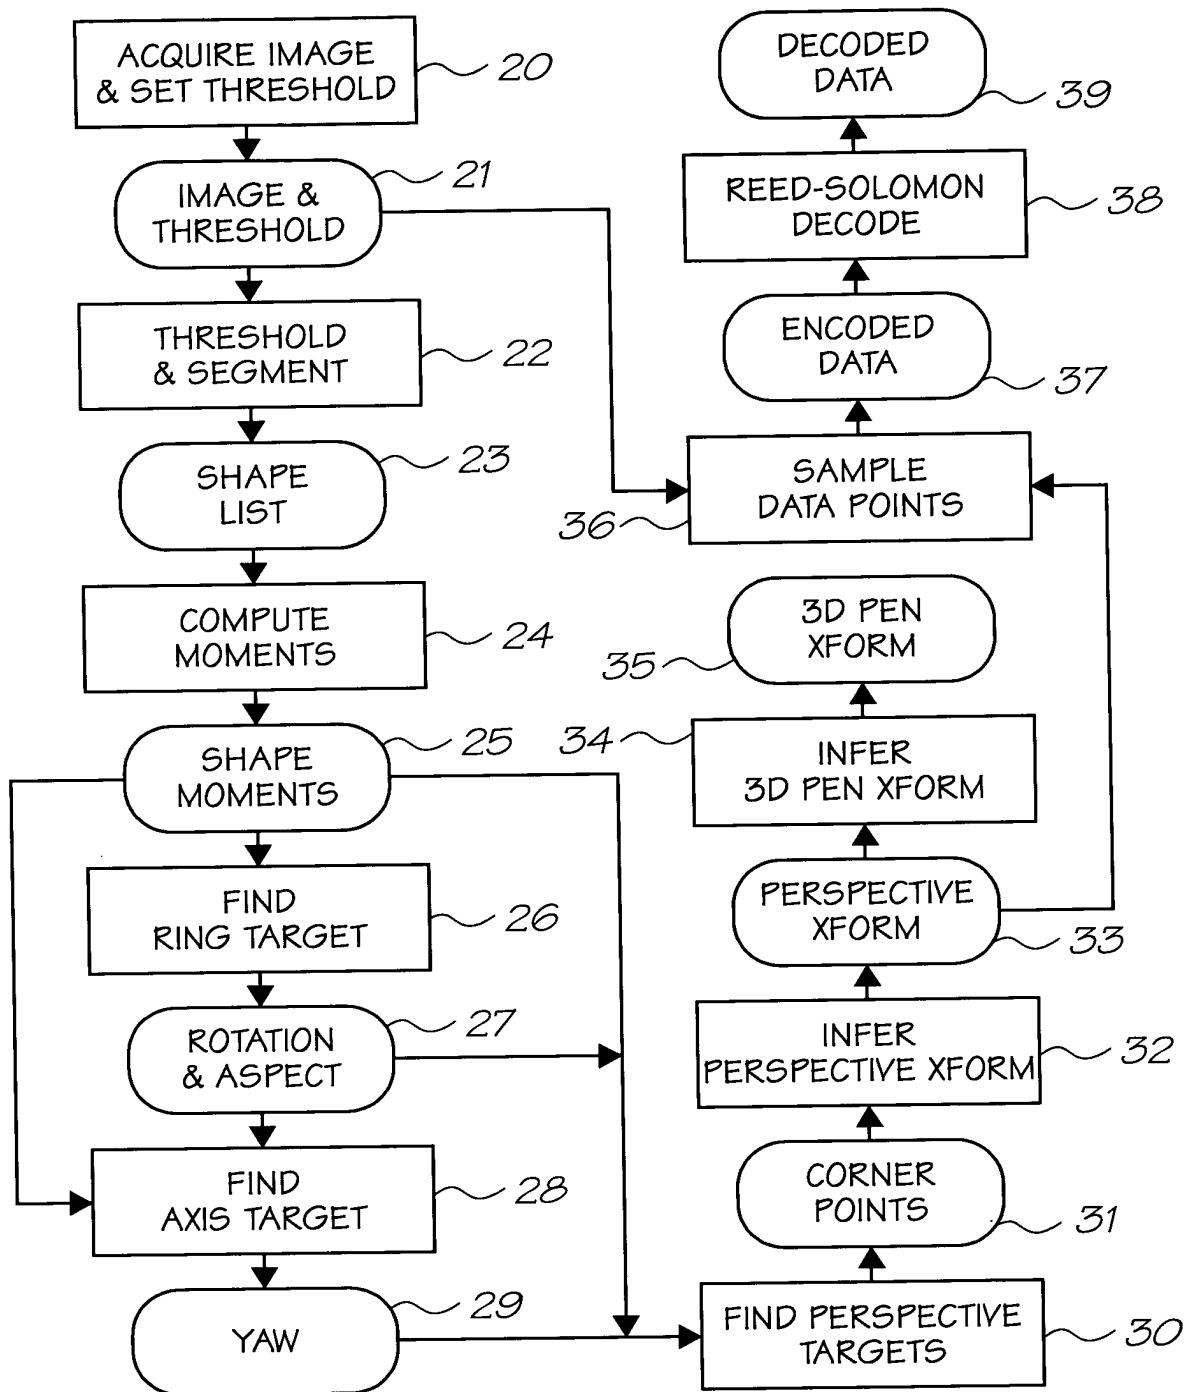 ACQUIRE IMAGE
& SET THRESHOLD
20
IMAGE &
THRESHOLD
21
THRESHOLD
& SEGMENT
22
SHAPE
LIST
23
COMPUTE
MOMENTS
24
SHAPE
MOMENTS
25
FIND
RING TARGET
26
ROTATION
& ASPECT
27
FIND
AXIS TARGET
28
YAW
29
DECODED
DATA
39
REED-SOLOMON
DECODE
38
ENCODED
DATA
37
SAMPLE
DATA POINTS
36
3D PEN
XFORM
35
INFER
3D PEN XFORM
34
PERSPECTIVE
XFORM
33
INFER
PERSPECTIVE XFORM
32
CORNER
POINTS
31
FIND PERSPECTIVE
TARGETS
30